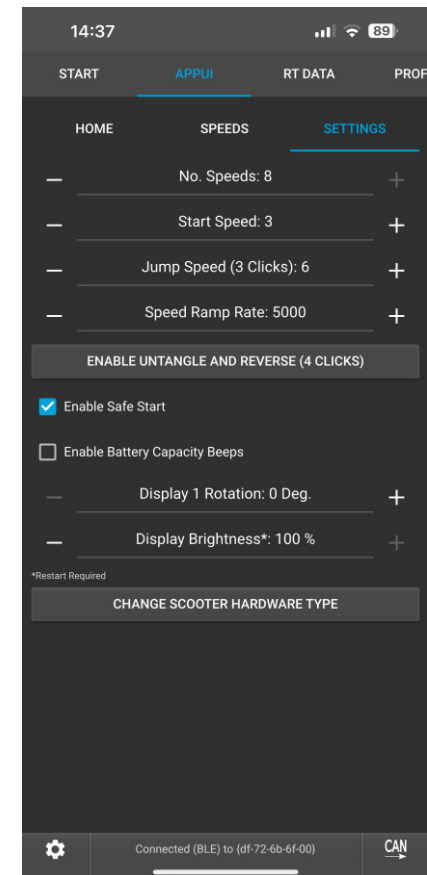 14:37 89
START APPUI RT DATA PROF
HOME SPEEDS SETTINGS
No. Speeds: 8
Start Speed: 3
Jump Speed (3 Clicks): 6
Speed Ramp Rate: 5000
ENABLE UNTANGLE AND REVERSE (4 CLICKS)
Enable Safe Start
Enable Battery Capacity Beeps
Display 1 Rotation: 0 Deg.
Display Brightness*: 100 %
*Restart Required
CHANGE SCOOTER HARDWARE TYPE
Connected (BLE) to {df-72-6b-6f-00} CAN